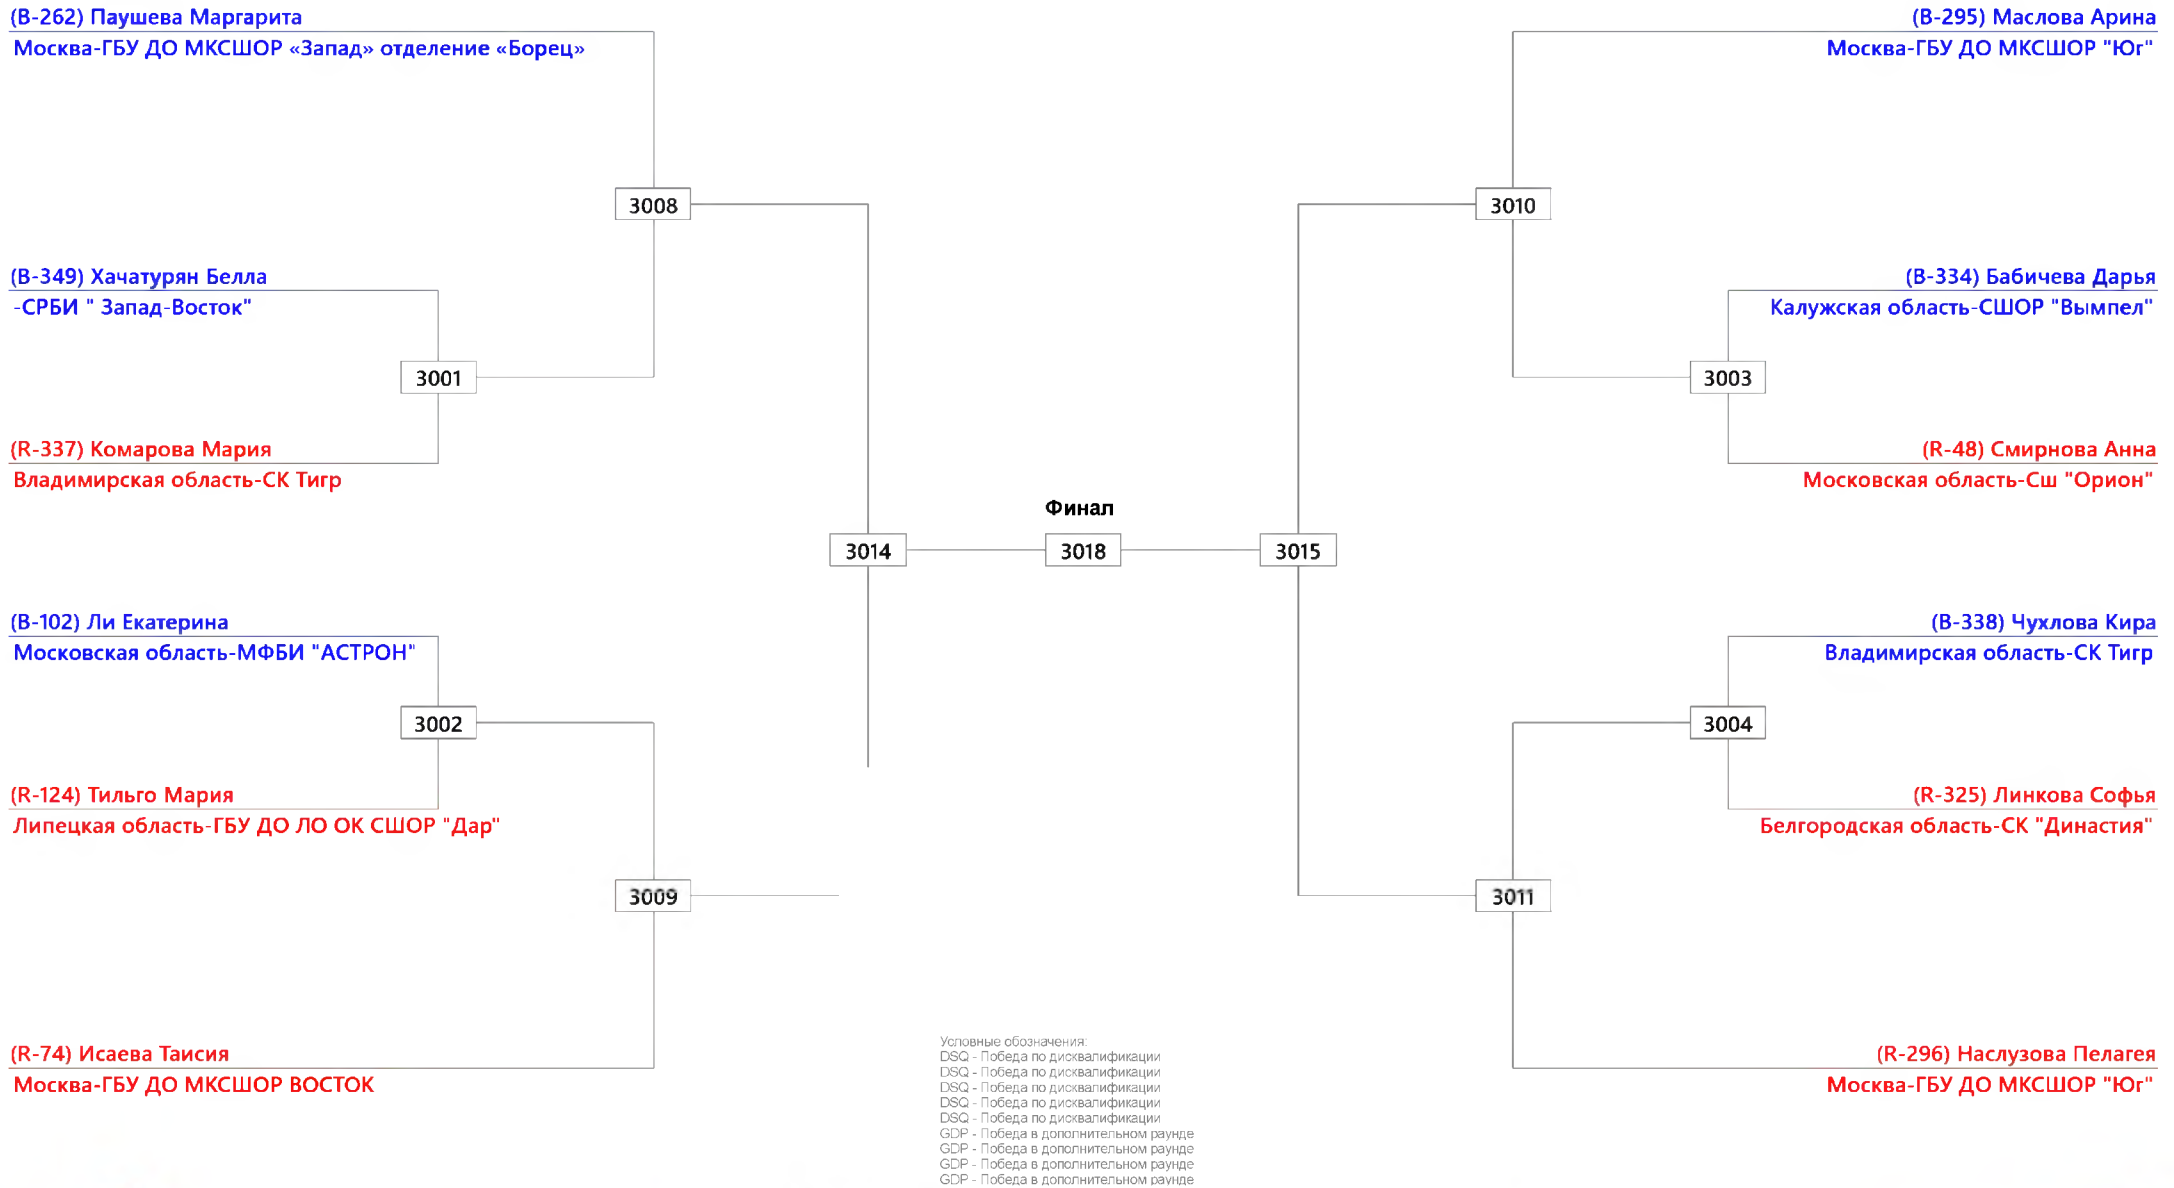 (B-262) Паушева Маргарита
Москва-ГБУ ДО МКСШОР «Запад» отделение «Борец»
3008
(B-349) Хачатурян Белла
-СРБИ " Запад-Восток"
3001
(R-337) Комарова Мария
Владимирская область-СК Тигр
3014
(B-102) Ли Екатерина
Московская область-МФБИ "АСТРОН"
3002
(R-124) Тильго Мария
Липецкая область-ГБУ ДО ЛО ОК СШОР "Дар"
3009
(R-74) Исаева Таисия
Москва-ГБУ ДО МКСШОР ВОСТОК
Финал
3018
(B-295) Маслова Арина
Москва-ГБУ ДО МКСШОР "Юг"
3010
(B-334) Бабичева Дарья
Калужская область-СШОР "Вымпел"
3003
(R-48) Смирнова Анна
Московская область-Сш "Орион"
3015
(B-338) Чухлова Кира
Владимирская область-СК Тигр
3004
(R-325) Линкова Софья
Белгородская область-СК "Династия"
3011
(R-296) Наслузова Пелагея
Москва-ГБУ ДО МКСШОР "Юг"
Условные обозначения:
DSQ - Победа по дисквалификации
DSQ - Победа по дисквалификации
DSQ - Победа по дисквалификации
DSQ - Победа по дисквалификации
DSQ - Победа по дисквалификации
GDP - Победа в дополнительном раунде
GDP - Победа в дополнительном раунде
GDP - Победа в дополнительном раунде
GDP - Победа в дополнительном раунде